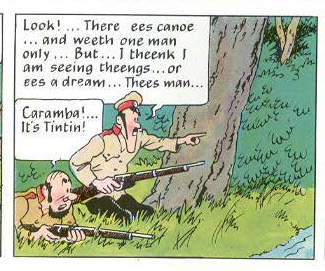 Look! ... There ees canoe
... and weeth one man
only ... But... I theenk I
am seeing theengs... or
ees a dream... Thees man...
Caramba!...
It's Tintin!